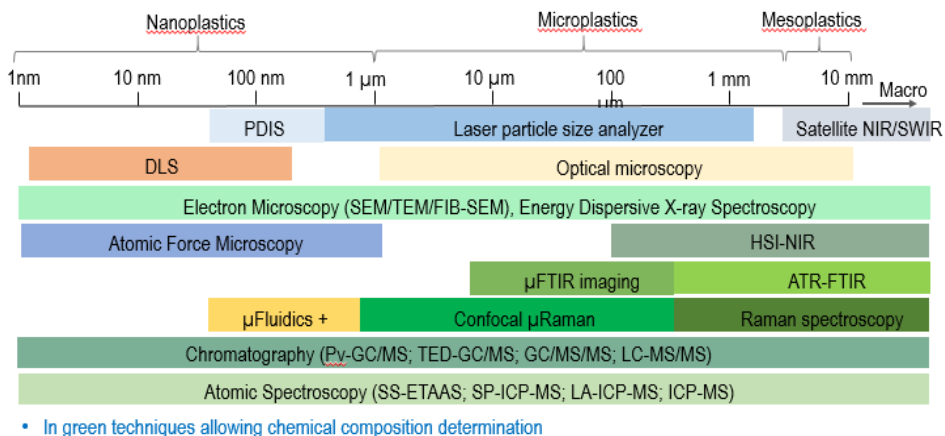 Nanoplastics Microplastics Mesoplastics
1nm 10 nm 100 nm 1 µm 10 µm 100 µm 1 mm 10 mm
Macro
PDIS Laser particle size analyzer Satellite NIR/SWIR
DLS Optical microscopy
Electron Microscopy (SEM/TEM/FIB-SEM), Energy Dispersive X-ray Spectroscopy
Atomic Force Microscopy HSI-NIR
µFTIR imaging ATR-FTIR
µFluidics + Confocal µRaman Raman spectroscopy
Chromatography (Pv-GC/MS; TED-GC/MS; GC/MS/MS; LC-MS/MS)
Atomic Spectroscopy (SS-ETAAS; SP-ICP-MS; LA-ICP-MS; ICP-MS)
• In green techniques allowing chemical composition determination